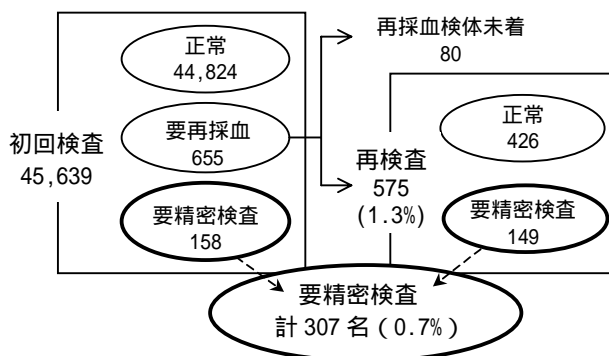 正常
44,824
要再採血
655
初回検査
45,639
要精密検査
158
再採血検体未着
80
再検査
575
(1.3%)
正常
426
要精密検査
149
要精密検査
計 307 名 ( 0.7% )